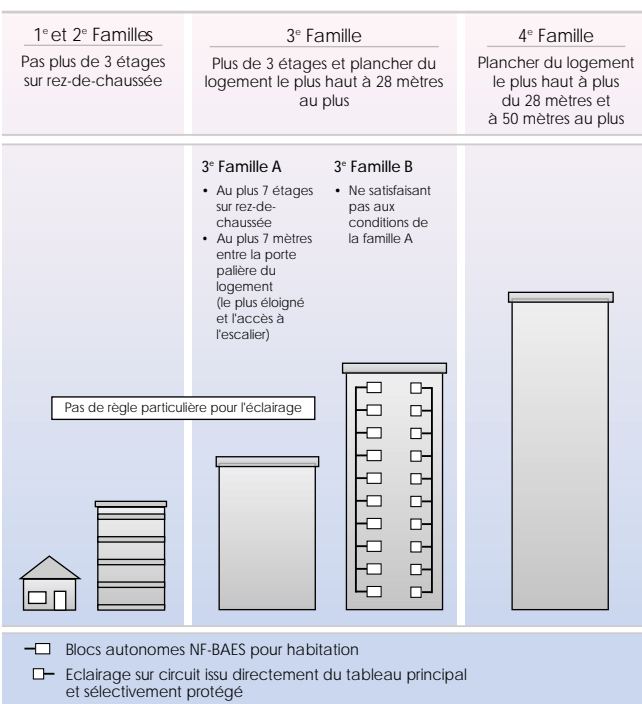 1e et 2e Familles
Pas plus de 3 étages
sur rez-de-chaussée
3e Famille
Plus de 3 étages et plancher du
logement le plus haut à 28 mètres
au plus
4e Famille
Plancher du logement
le plus haut à plus
du 28 mètres et
à 50 mètres au plus
3e Famille A
• Au plus 7 étages
sur rez-de-
chaussée
• Au plus 7 mètres
entre la porte
palière du
logement
(le plus éloigné
et l'accès à
l'escalier)
3e Famille B
• Ne satisfaisant
pas aux
conditions de
la famille A
Pas de règle particulière pour l'éclairage
Blocs autonomes NF-BAES pour habitation
Eclairage sur circuit issu directement du tableau principal
et sélectivement protégé